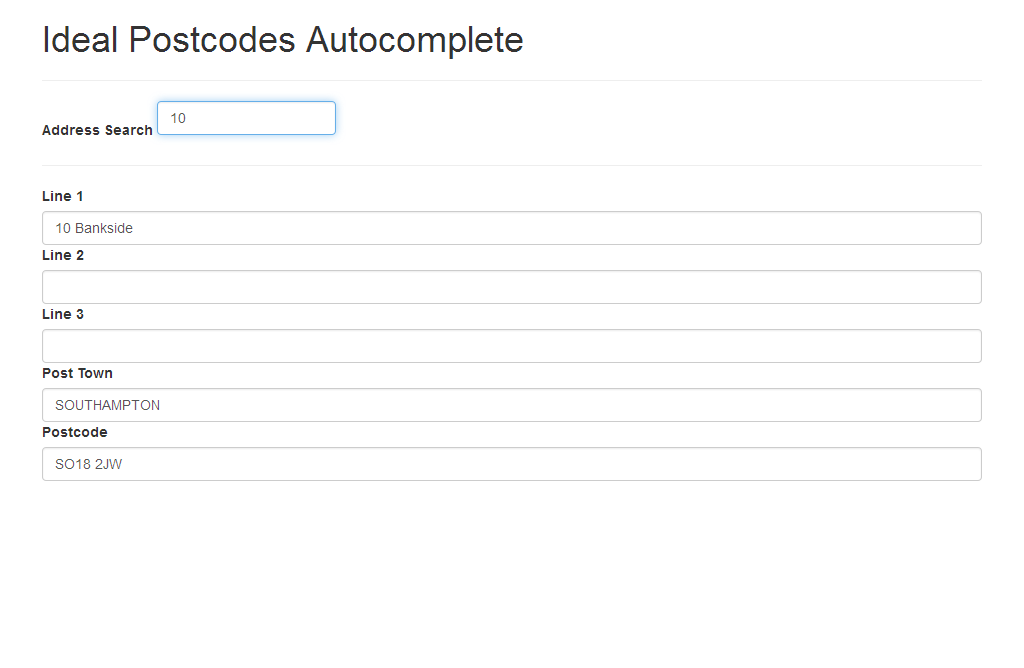 Ideal Postcodes Autocomplete
Address Search 10
Line 1
10 Bankside
Line 2
Line 3
Post Town
SOUTHAMPTON
Postcode
SO18 2JW